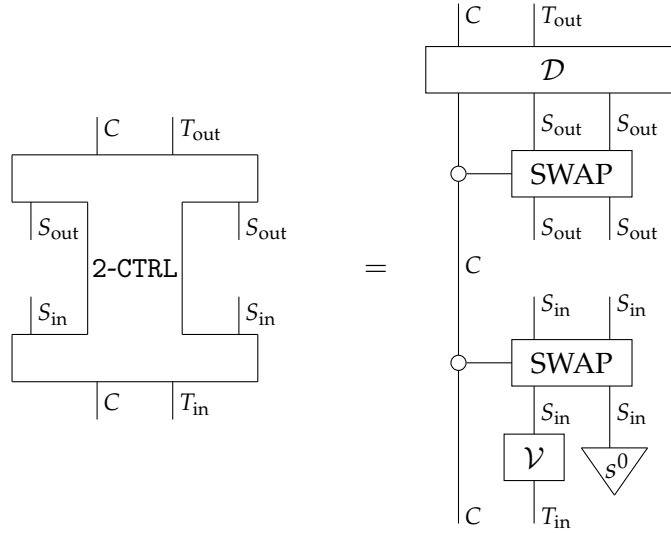 C T_out
𝒟
S_out S_out
C T_out
SWAP
S_out S_out
S_out S_out
2-CTRL = C
S_in S_in
S_in S_in
SWAP
C T_in
S_in S_in
𝒱 s^0
C T_in